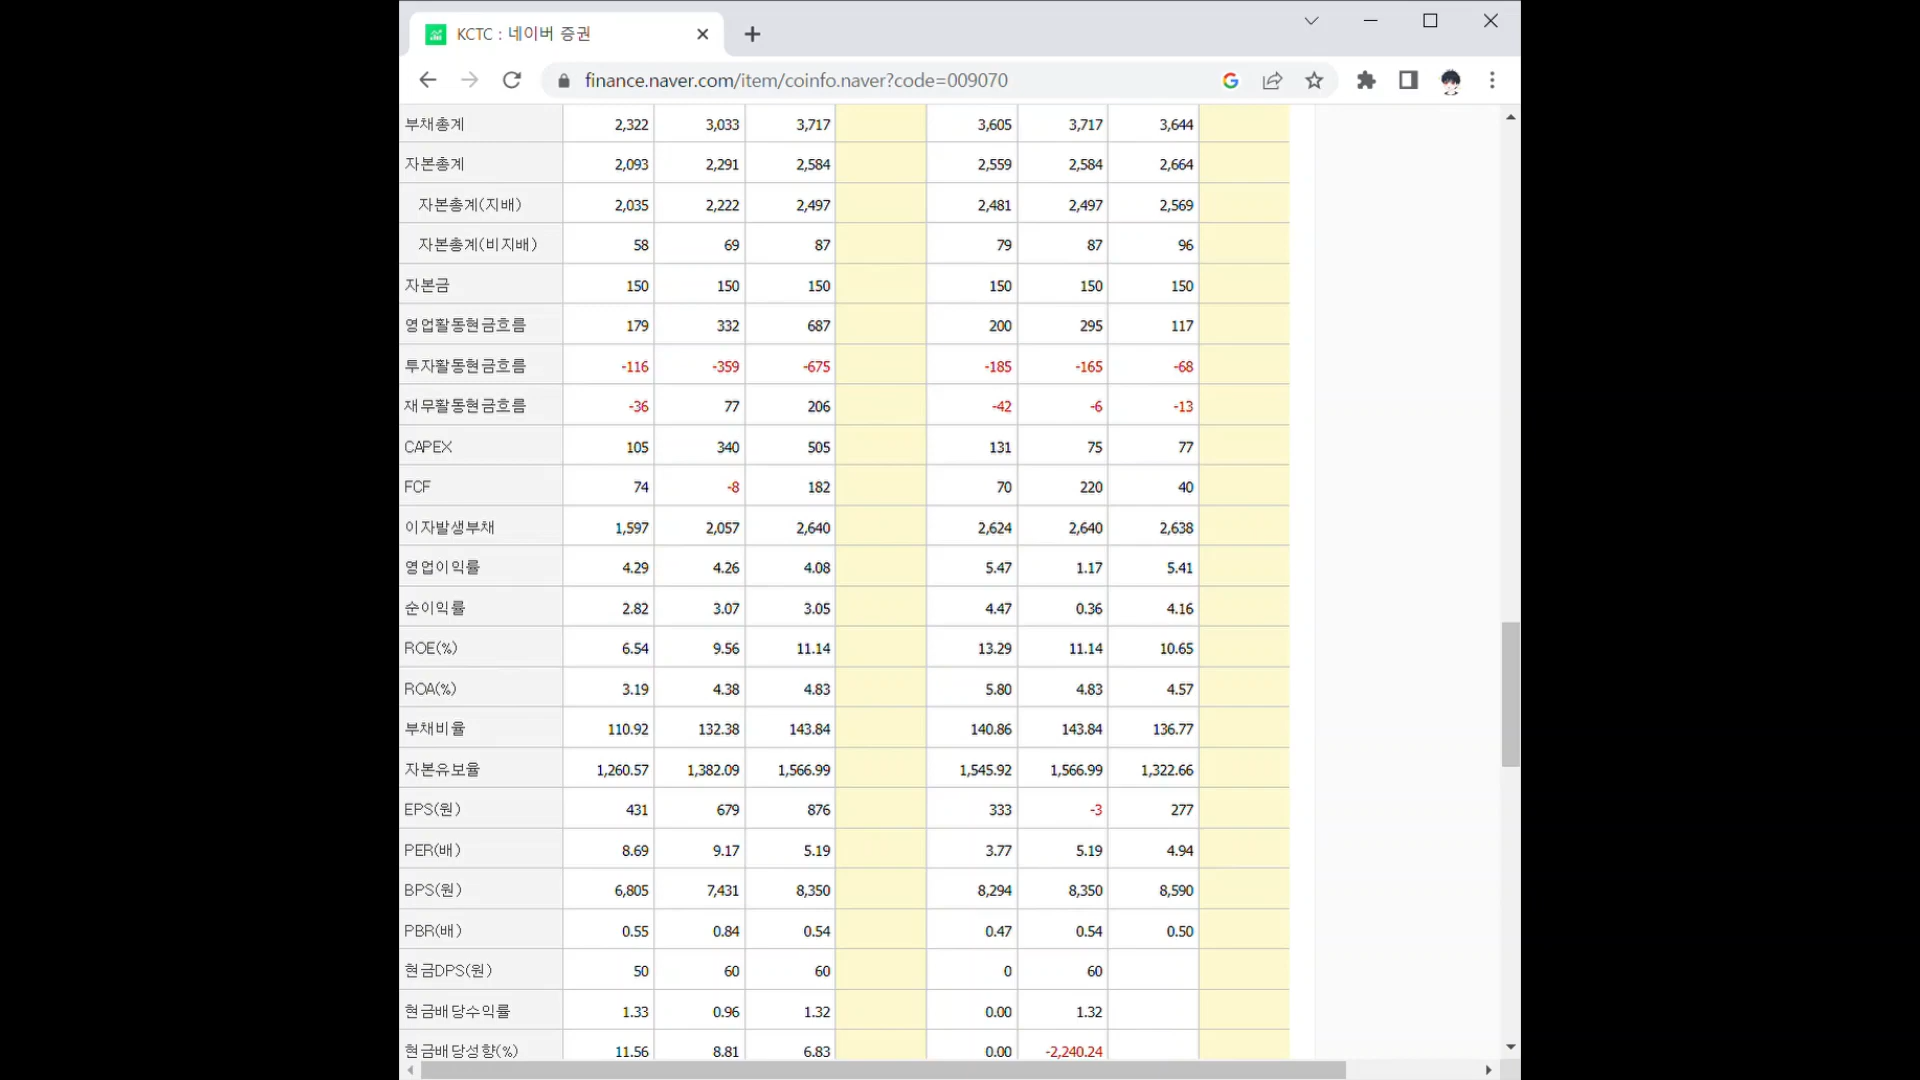 KCTC : 네이버 증권
finance.naver.com/item/coinfo.naver?code=009070
부채총계 2,322 3,033 3,717 3,605 3,717 3,644
자본총계 2,093 2,291 2,584 2,559 2,584 2,664
자본총계(지배) 2,035 2,222 2,497 2,481 2,497 2,569
자본총계(비지배) 58 69 87 79 87 96
자본금 150 150 150 150 150 150
영업활동현금흐름 179 332 687 200 295 117
투자활동현금흐름 -116 -359 -675 -185 -165 -68
재무활동현금흐름 -36 77 206 -42 -6 -13
CAPEX 105 340 505 131 75 77
FCF 74 -8 182 70 220 40
이자발생부채 1,597 2,057 2,640 2,624 2,640 2,638
영업이익률 4.29 4.26 4.08 5.47 1.17 5.41
순이익률 2.82 3.07 3.05 4.47 0.36 4.16
ROE(%) 6.54 9.56 11.14 13.29 11.14 10.65
ROA(%) 3.19 4.38 4.83 5.80 4.83 4.57
부채비율 110.92 132.38 143.84 140.86 143.84 136.77
자본유보율 1,260.57 1,382.09 1,566.99 1,545.92 1,566.99 1,322.66
EPS(원) 431 679 876 333 -3 277
PER(배) 8.69 9.17 5.19 3.77 5.19 4.94
BPS(원) 6,805 7,431 8,350 8,294 8,350 8,590
PBR(배) 0.55 0.84 0.54 0.47 0.54 0.50
현금DPS(원) 50 60 60 0 60
현금배당수익률 1.33 0.96 1.32 0.00 1.32
현금배당성향(%) 11.56 8.81 6.83 0.00 -2,240.24